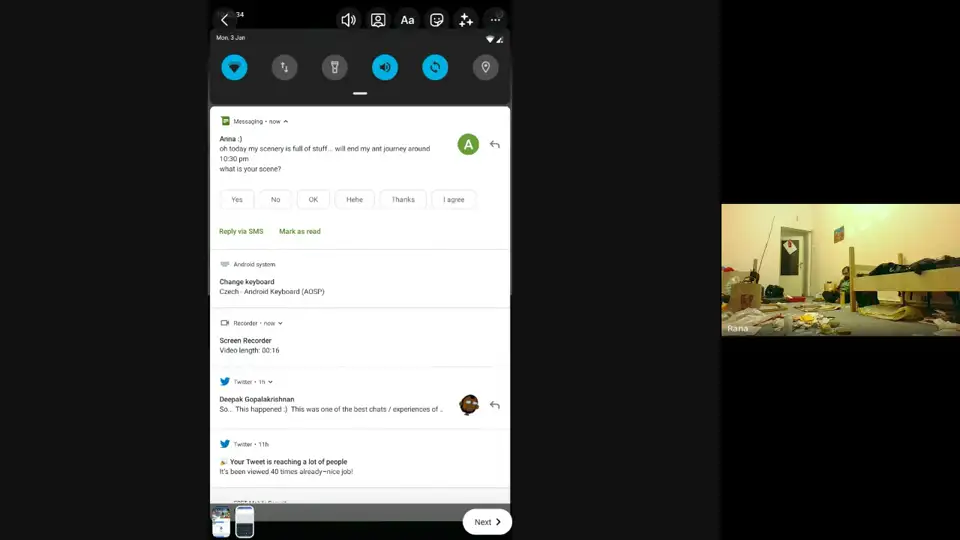 :34
Aa
Mon, 3 Jan
Messaging • now
Anna :)
oh today my scenery is full of stuff... will end my ant journey around
10:30 pm
what is your scene?
A
Yes
No
OK
Hehe
Thanks
I agree
Reply via SMS
Mark as read
Android system
Change keyboard
Czech - Android Keyboard (AOSP)
Recorder • now
Screen Recorder
Video length: 00:16
Twitter • 1h
Deepak Gopalakrishnan
So... This happened :) This was one of the best chats / experiences of ..
Twitter • 11h
🎉 Your Tweet is reaching a lot of people
It's been viewed 40 times already–nice job!
Next
Rana